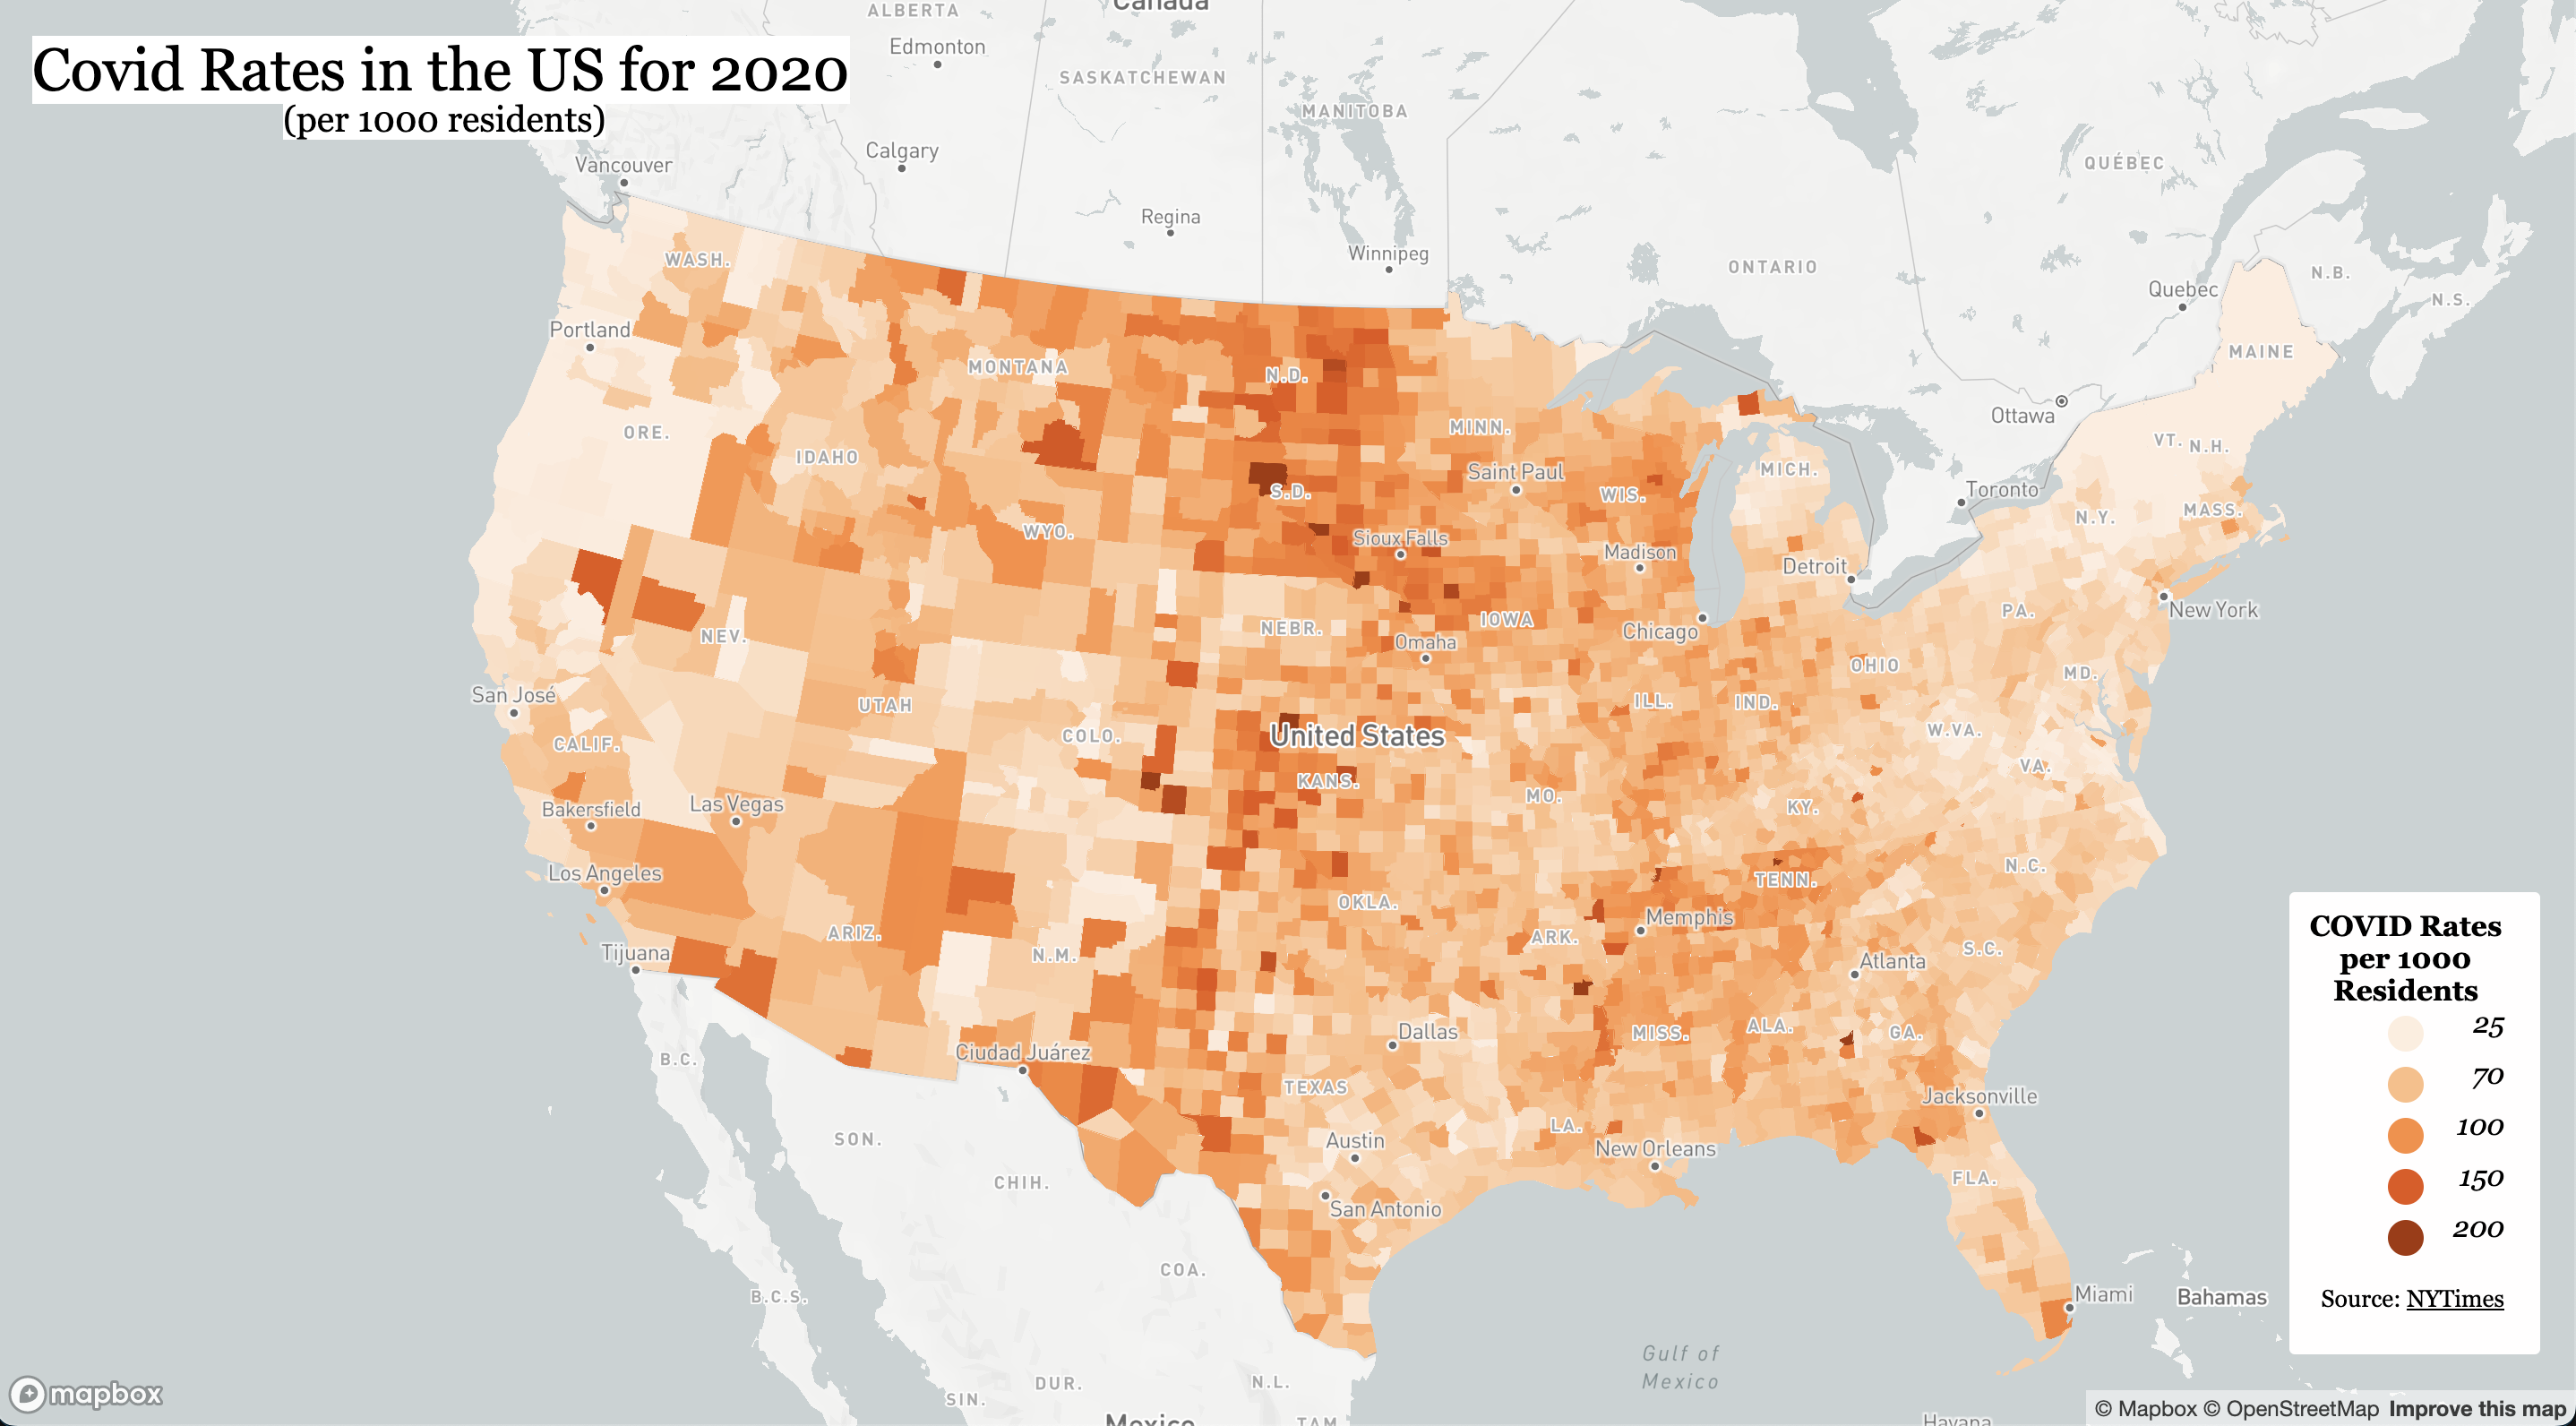 Covid Rates in the US for 2020
(per 1000 residents)
Canada
ALBERTA
Edmonton
SASKATCHEWAN
MANITOBA
Calgary
Vancouver
QUÉBEC
Regina
Winnipeg
ONTARIO
N.B.
Quebec
N.S.
WASH.
Portland
MONTANA
N.D.
MAINE
Ottawa
ORE.
IDAHO
MINN.
VT.
N.H.
Saint Paul
MICH.
Toronto
S.D.
WIS.
MASS.
N.Y.
WYO.
Sioux Falls
Madison
Detroit
NEV.
NEBR.
IOWA
Chicago
PA.
New York
Omaha
OHIO
MD.
San José
UTAH
ILL.
IND.
CALIF.
COLO.
United States
W.VA.
VA.
KANS.
MO.
KY.
Bakersfield
Las Vegas
Los Angeles
OKLA.
TENN.
N.C.
Memphis
ARIZ.
ARK.
Tijuana
N.M.
Atlanta
S.C.
Dallas
MISS.
ALA.
GA.
B.C.
Ciudad Juárez
TEXAS
Jacksonville
SON.
Austin
LA.
New Orleans
CHIH.
FLA.
San Antonio
COA.
B.C.S.
Miami
Bahamas
Gulf of
Mexico
DUR.
N.L.
SIN.
Mexico
TAM.
Havana
COVID Rates
per 1000
Residents
25
70
100
150
200
Source: NYTimes
mapbox
© Mapbox © OpenStreetMap Improve this map